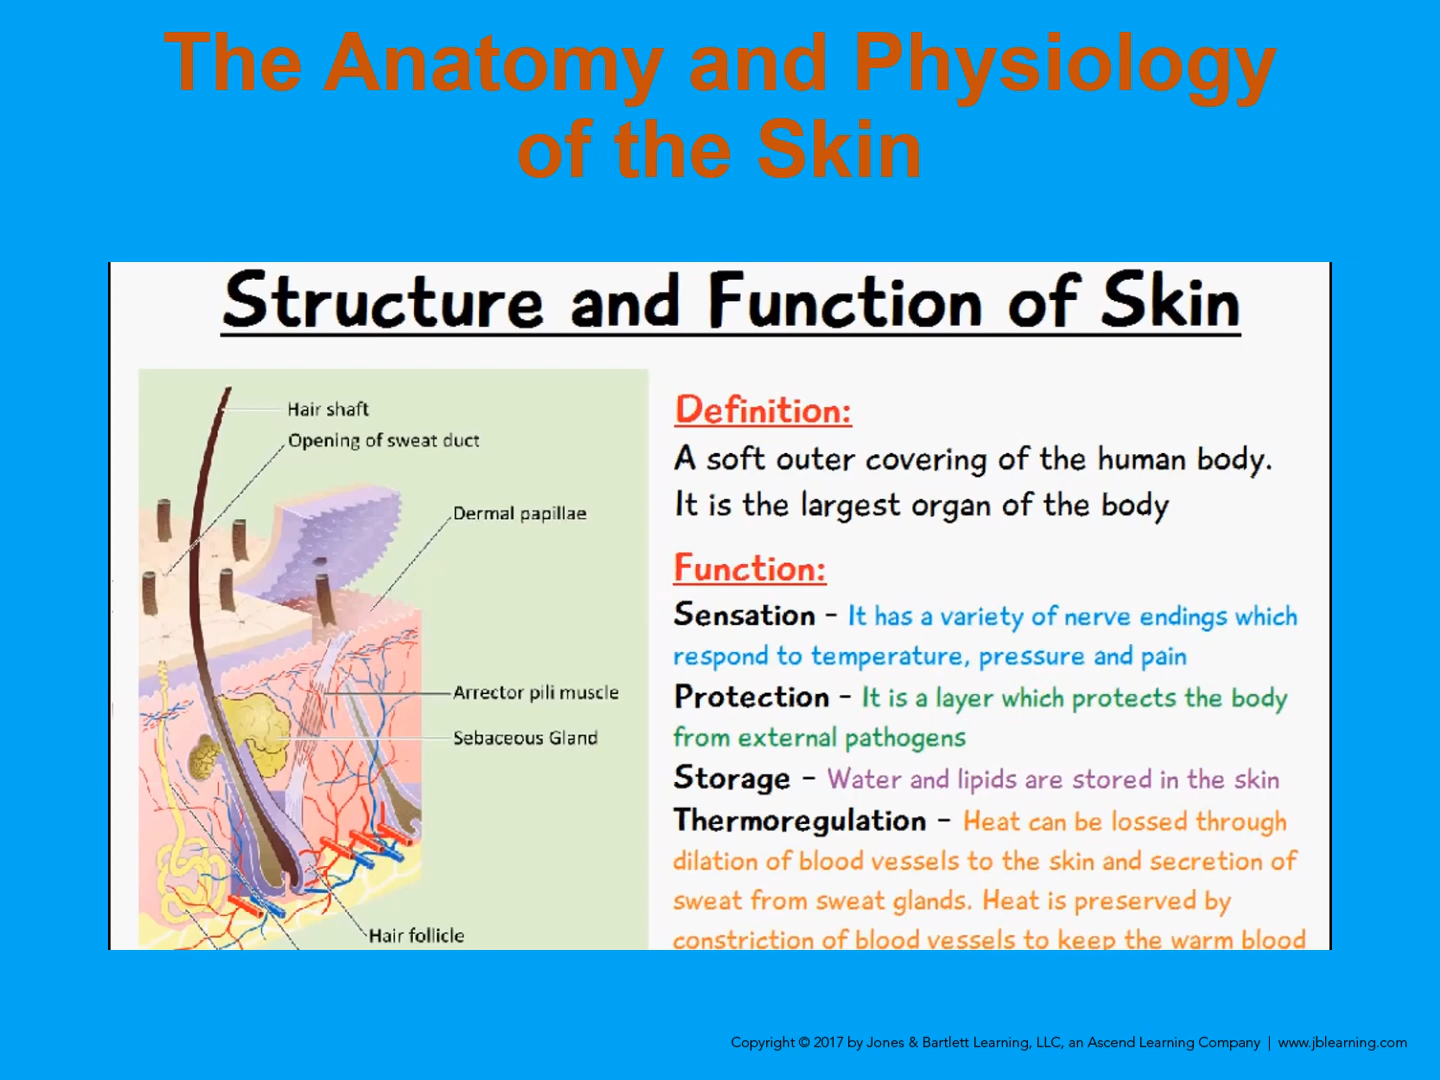 The Anatomy and Physiology
of the Skin
Structure and Function of Skin
Hair shaft
Opening of sweat duct
Dermal papillae
Arrector pili muscle
Sebaceous Gland
Hair follicle
Definition:
A soft outer covering of the human body.
It is the largest organ of the body
Function:
Sensation - It has a variety of nerve endings which
respond to temperature, pressure and pain
Protection - It is a layer which protects the body
from external pathogens
Storage - Water and lipids are stored in the skin
Thermoregulation - Heat can be lossed through
dilation of blood vessels to the skin and secretion of
sweat from sweat glands. Heat is preserved by
constriction of blood vessels to keep the warm blood
Copyright © 2017 by Jones & Bartlett Learning, LLC, an Ascend Learning Company | www.jblearning.com